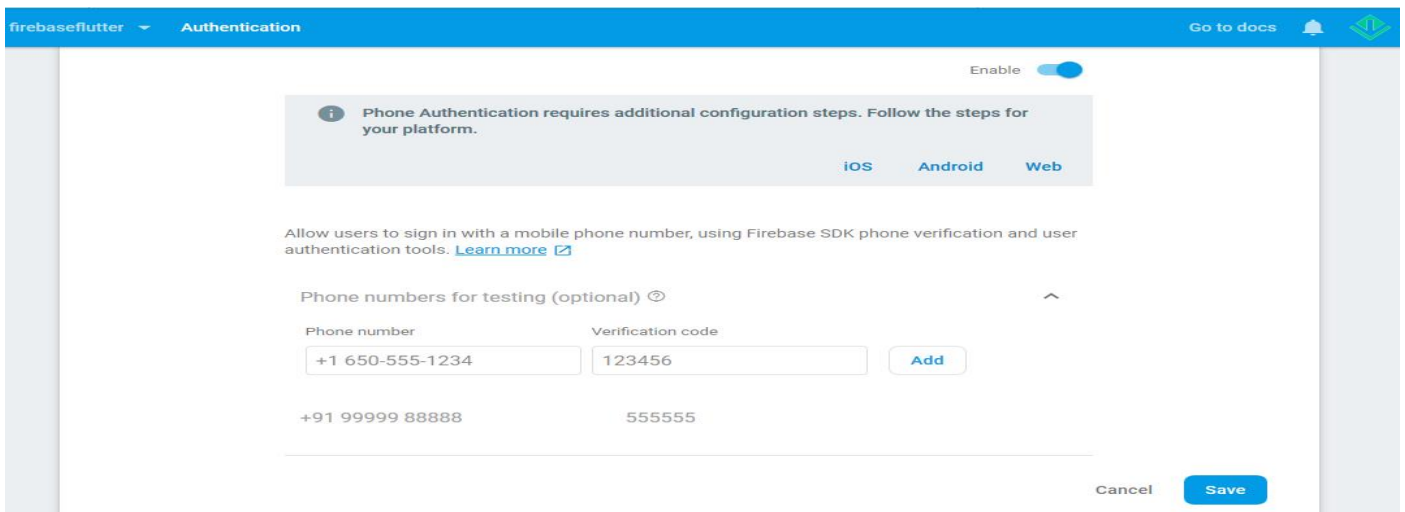 firebaseflutter Authentication Go to docs
Enable
Phone Authentication requires additional configuration steps. Follow the steps for
your platform.
iOS Android Web
Allow users to sign in with a mobile phone number, using Firebase SDK phone verification and user
authentication tools. Learn more
Phone numbers for testing (optional)
Phone number Verification code
+1 650-555-1234 123456 Add
+91 99999 88888 555555
Cancel Save